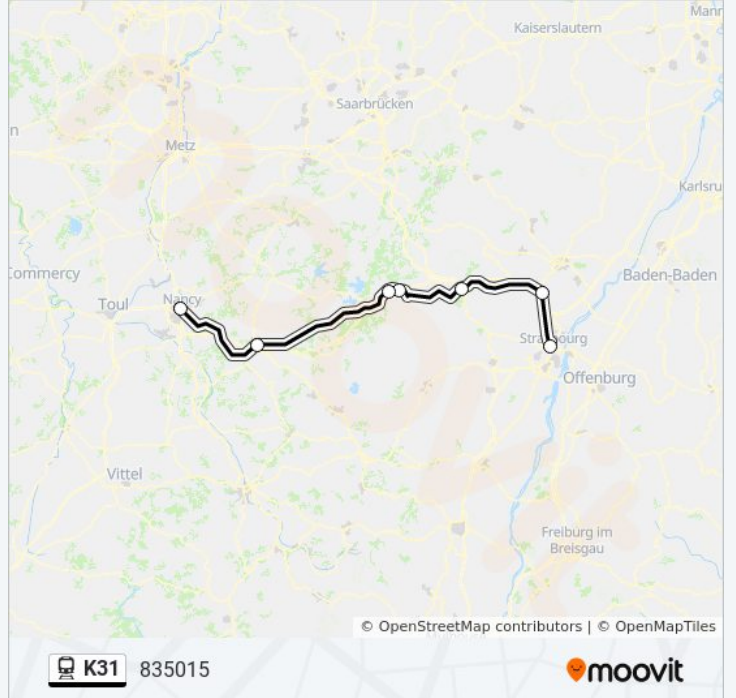 Mann
Kaiserslautern
Saarbrücken
n
Metz
Karlsru
Commercy
Baden-Baden
Nancy
Toul
Strasbourg
Offenburg
Vittel
Freiburg im
Breisgau
© OpenStreetMap contributors | © OpenMapTiles
K31 835015
moovit